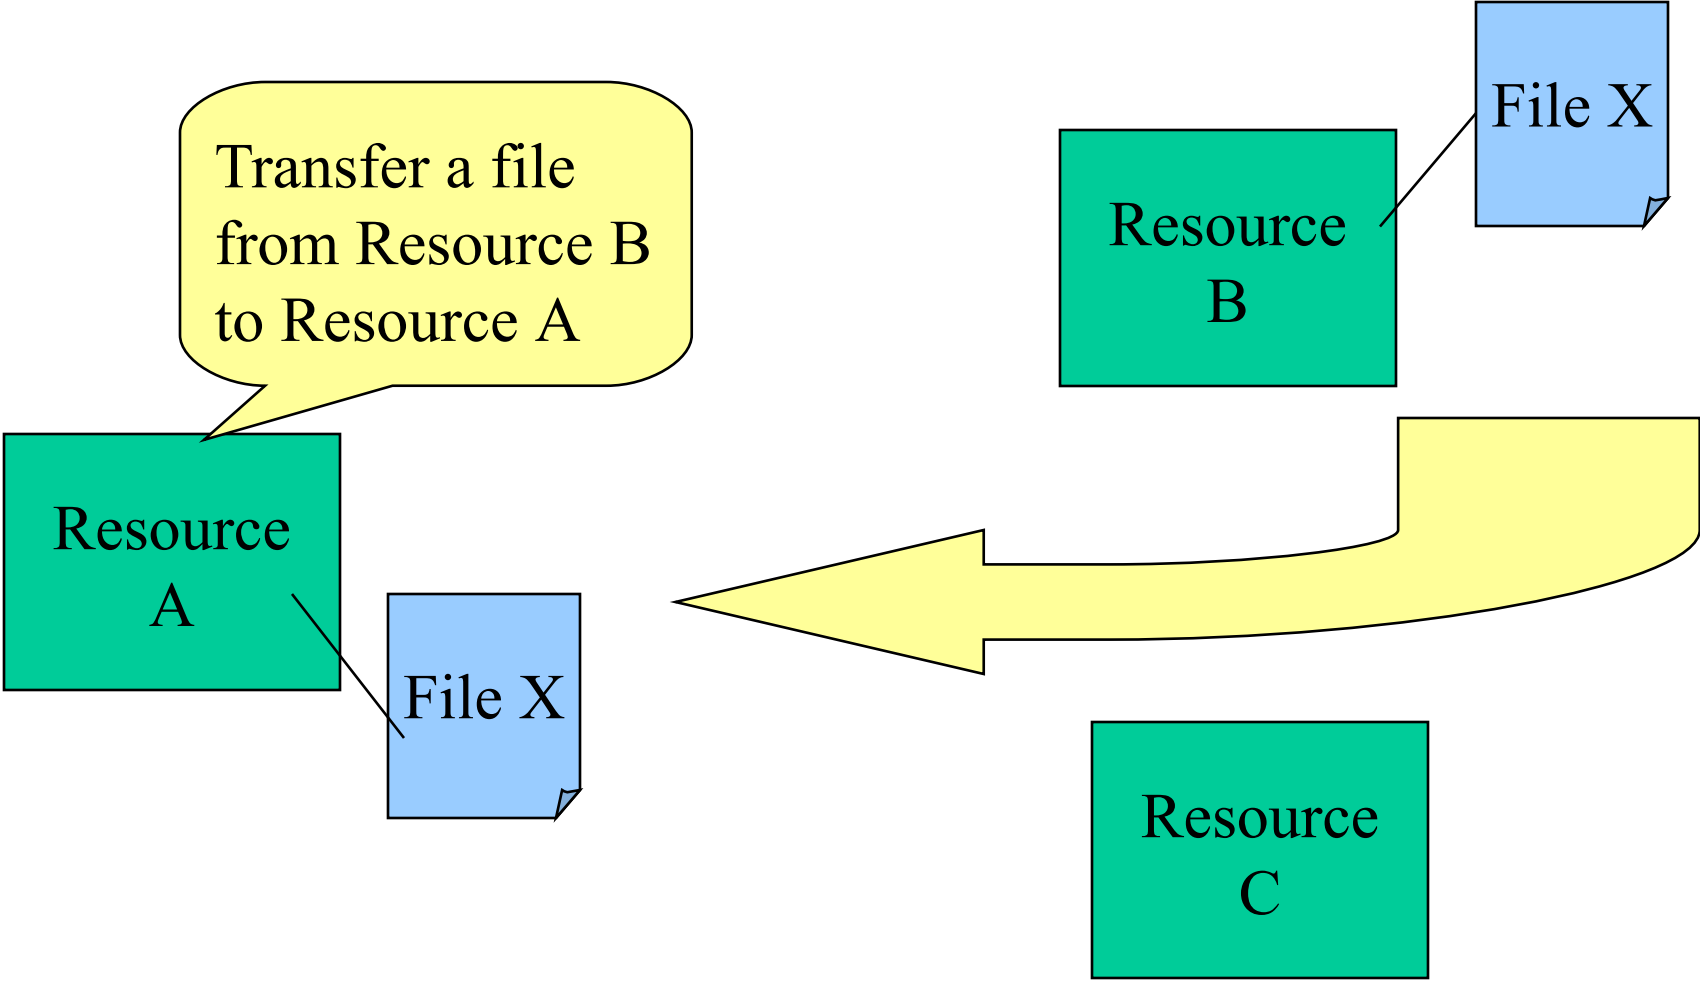 Transfer a file
from Resource B
to Resource A
File X
Resource
B
Resource
A
File X
Resource
C